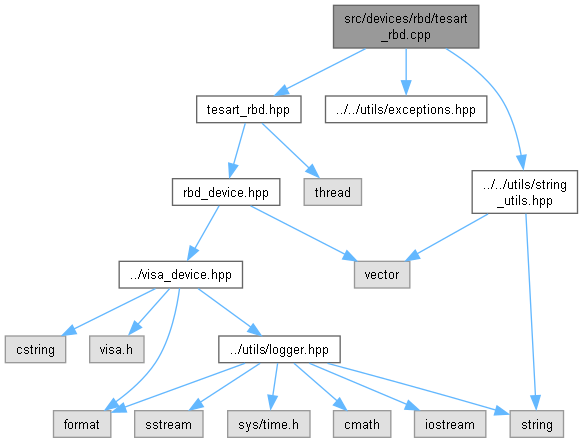 src/devices/rbd/tesart
_rbd.cpp
tesart_rbd.hpp
../../utils/exceptions.hpp
rbd_device.hpp
thread
../../utils/string
_utils.hpp
../visa_device.hpp
vector
cstring
visa.h
../utils/logger.hpp
format
sstream
sys/time.h
cmath
iostream
string